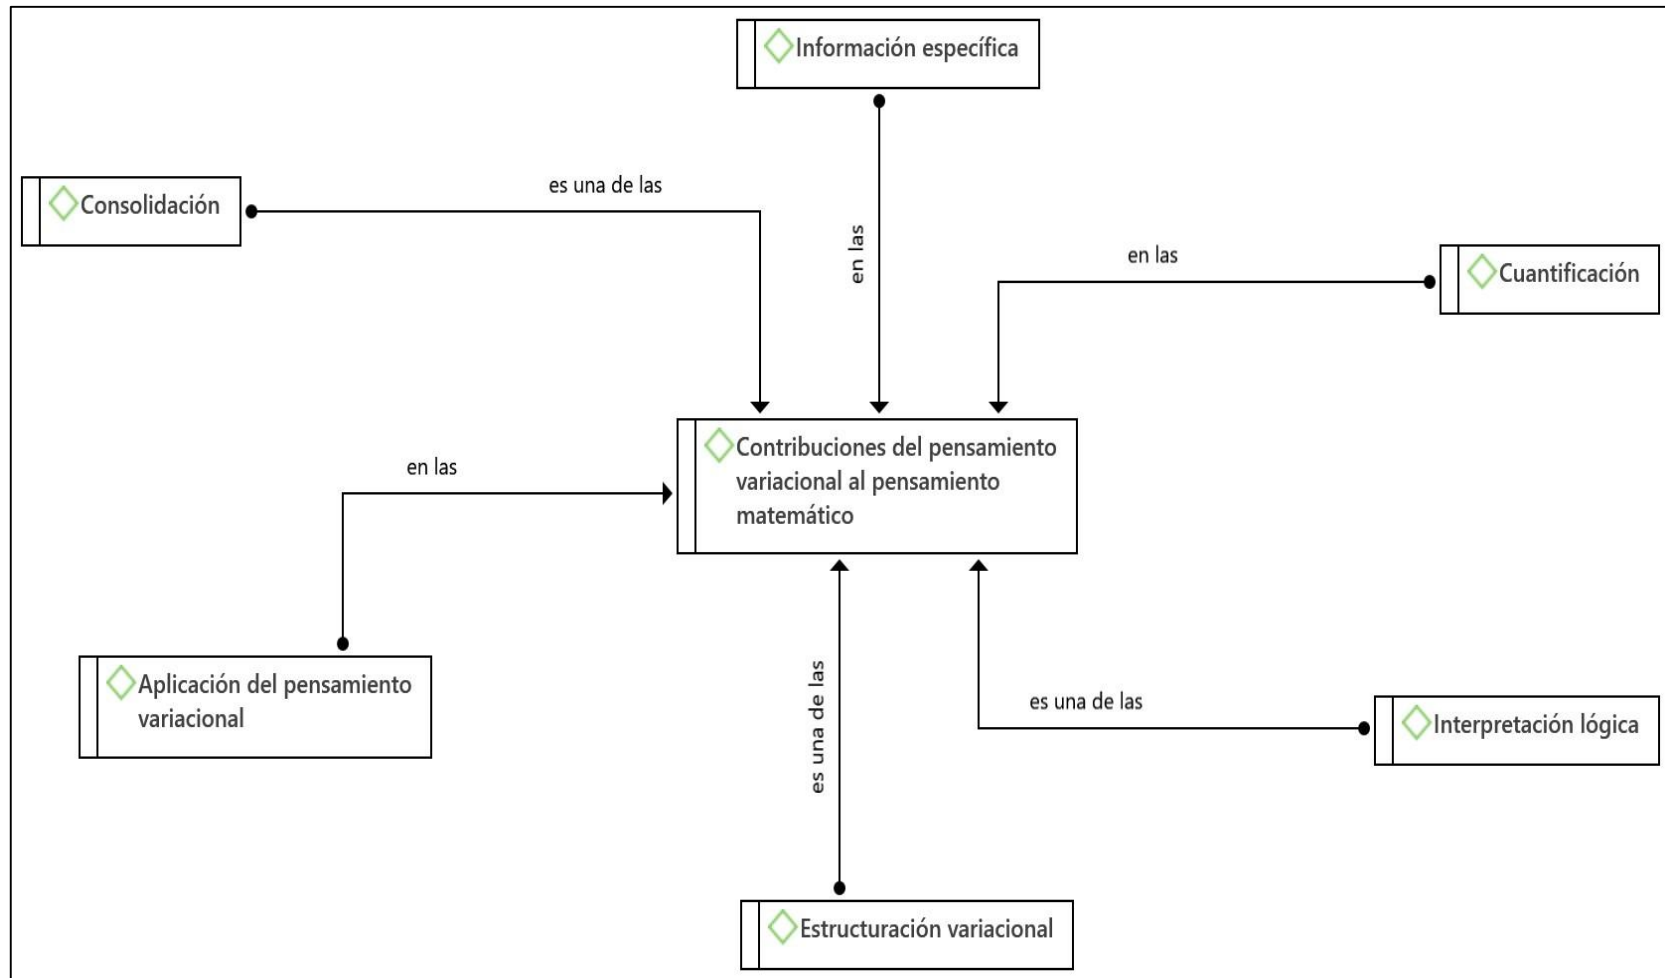 Información específica
es una de las
Consolidación
en las
en las
Cuantificación
Contribuciones del pensamiento
variacional al pensamiento
matemático
en las
Aplicación del pensamiento
variacional
es una de las
es una de las
Interpretación lógica
Estructuración variacional